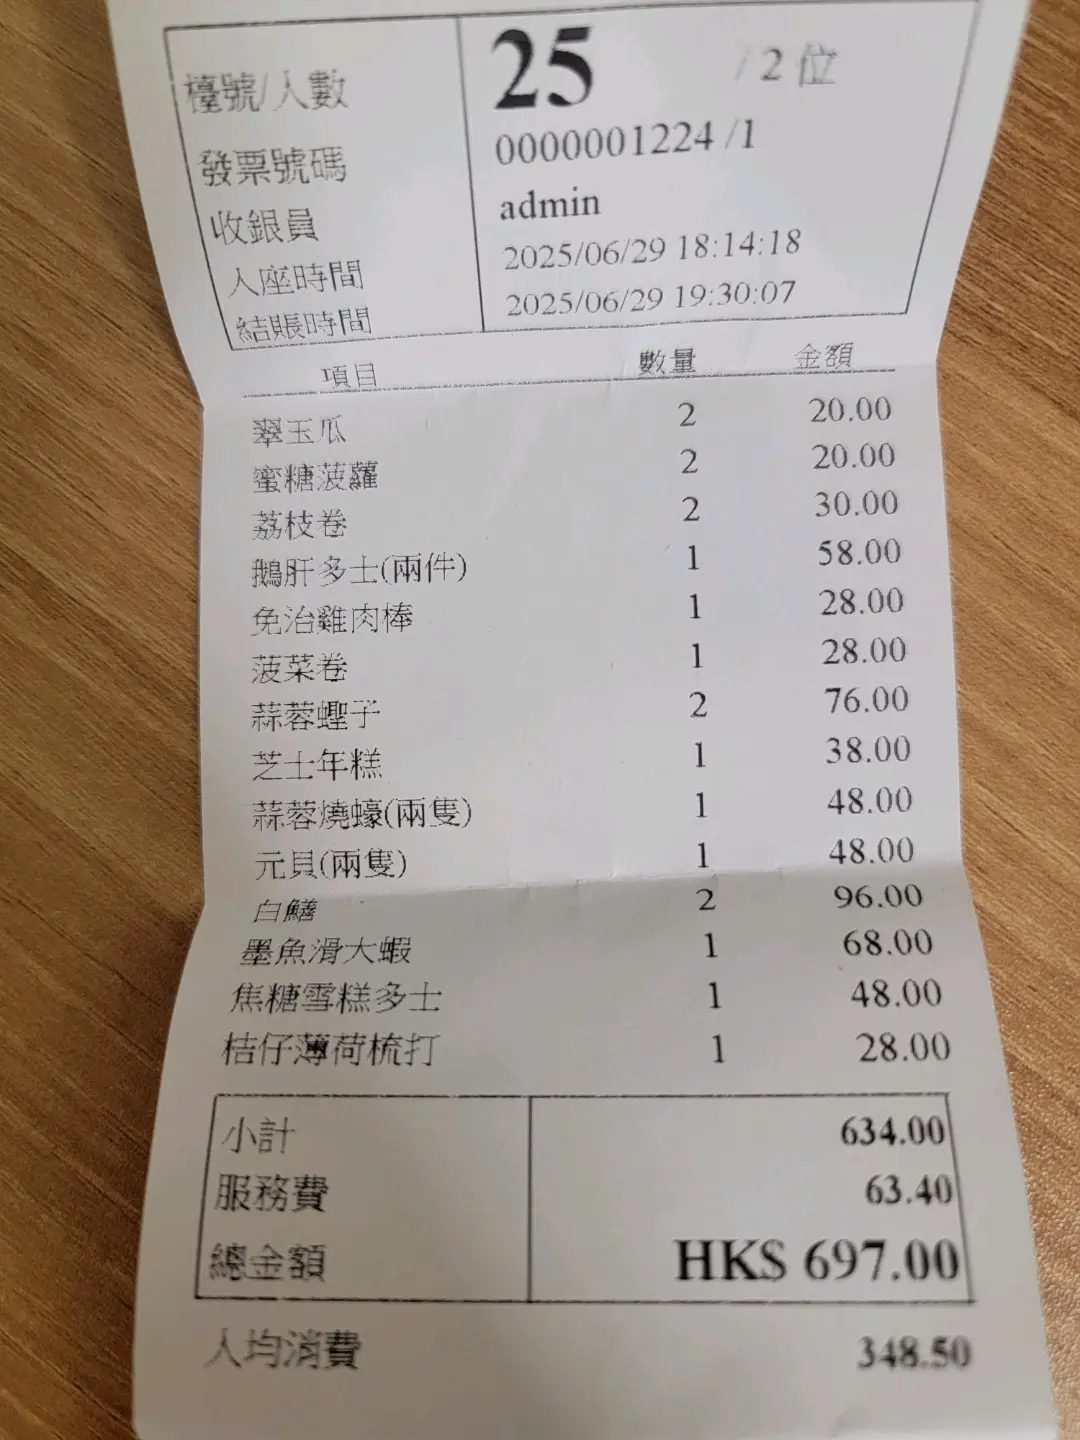 檯號/人數 25 /2 位
發票號碼 0000001224 /1
收銀員 admin
入座時間 2025/06/29 18:14:18
結賬時間 2025/06/29 19:30:07
項目 數量 金額
翠玉瓜 2 20.00
蜜糖菠蘿 2 20.00
荔枝卷 2 30.00
鵝肝多士(兩件) 1 58.00
免治雞肉棒 1 28.00
菠菜卷 1 28.00
蒜蓉蟶子 2 76.00
芝士年糕 1 38.00
蒜蓉燒蠔(兩隻) 1 48.00
元貝(兩隻) 1 48.00
白鱔 2 96.00
墨魚滑大蝦 1 68.00
焦糖雪糕多士 1 48.00
桔仔薄荷梳打 1 28.00
小計 634.00
服務費 63.40
總金額 HK$ 697.00
人均消費 348.50